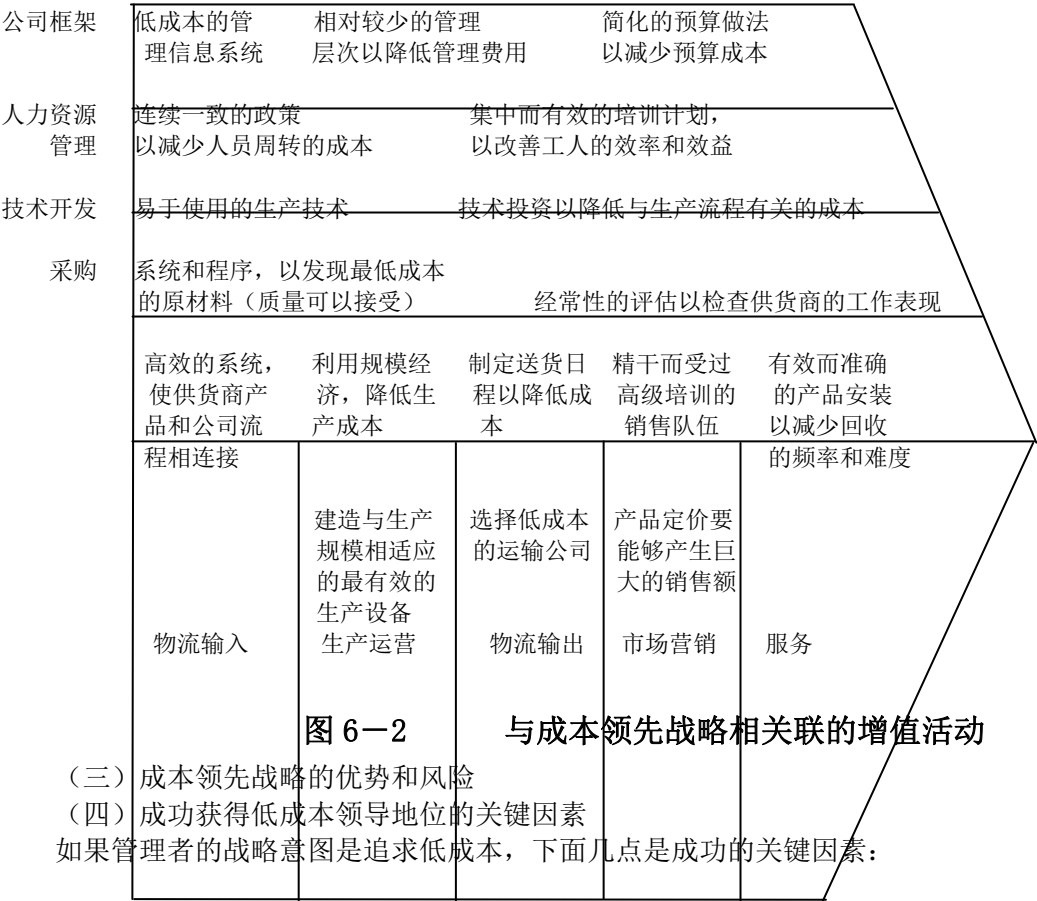 公司框架 低成本的管 相对较少的管理 简化的预算做法
理信息系统 层次以降低管理费用 以减少预算成本
人力资源 连续一致的政策 集中而有效的培训计划，
管理 以减少人员周转的成本 以改善工人的效率和效益
技术开发 易于使用的生产技术 技术投资以降低与生产流程有关的成本
采购 系统和程序，以发现最低成本
的原材料（质量可以接受） 经常性的评估以检查供货商的工作表现
高效的系统， 利用规模经 制定送货日 精干而受过 有效而准确
使供货商产 济，降低生 程以降低成 高级培训的 的产品安装
品和公司流 产成本 本 销售队伍 以减少回收
程相连接 的频率和难度
建造与生产 选择低成本 产品定价要
规模相适应 的运输公司 能够产生巨
的最有效的 大的销售额
生产设备
物流输入 生产运营 物流输出 市场营销 服务
图 6－2 与成本领先战略相关联的增值活动
（三）成本领先战略的优势和风险
（四）成功获得低成本领导地位的关键因素
如果管理者的战略意图是追求低成本，下面几点是成功的关键因素：